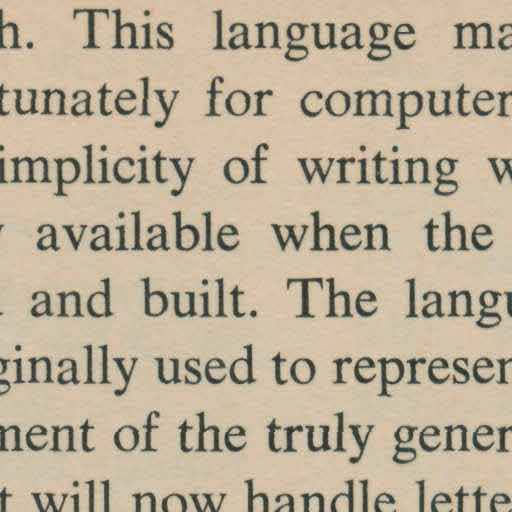 h. This language ma
tunately for computer
implicity of writing w
available when the
and built. The langu
ginally used to represen
ment of the truly gener
t will now handle lette